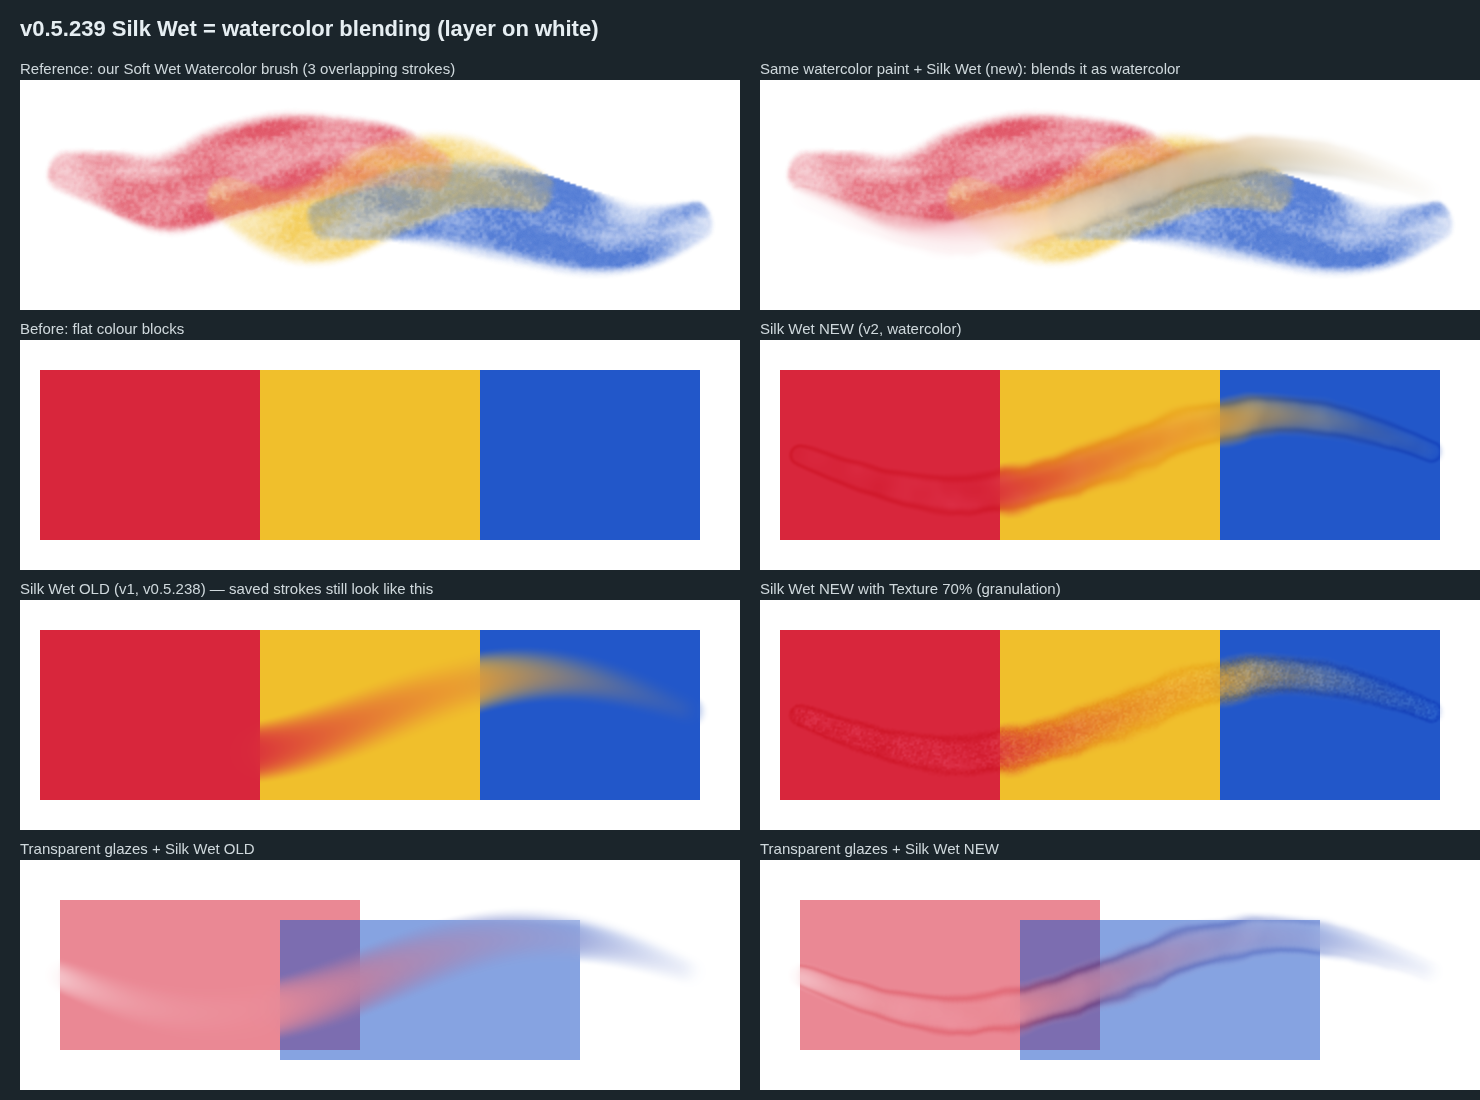 v0.5.239 Silk Wet = watercolor blending (layer on white)
Reference: our Soft Wet Watercolor brush (3 overlapping strokes)
Same watercolor paint + Silk Wet (new): blends it as watercolor
Before: flat colour blocks
Silk Wet NEW (v2, watercolor)
Silk Wet OLD (v1, v0.5.238) — saved strokes still look like this
Silk Wet NEW with Texture 70% (granulation)
Transparent glazes + Silk Wet OLD
Transparent glazes + Silk Wet NEW